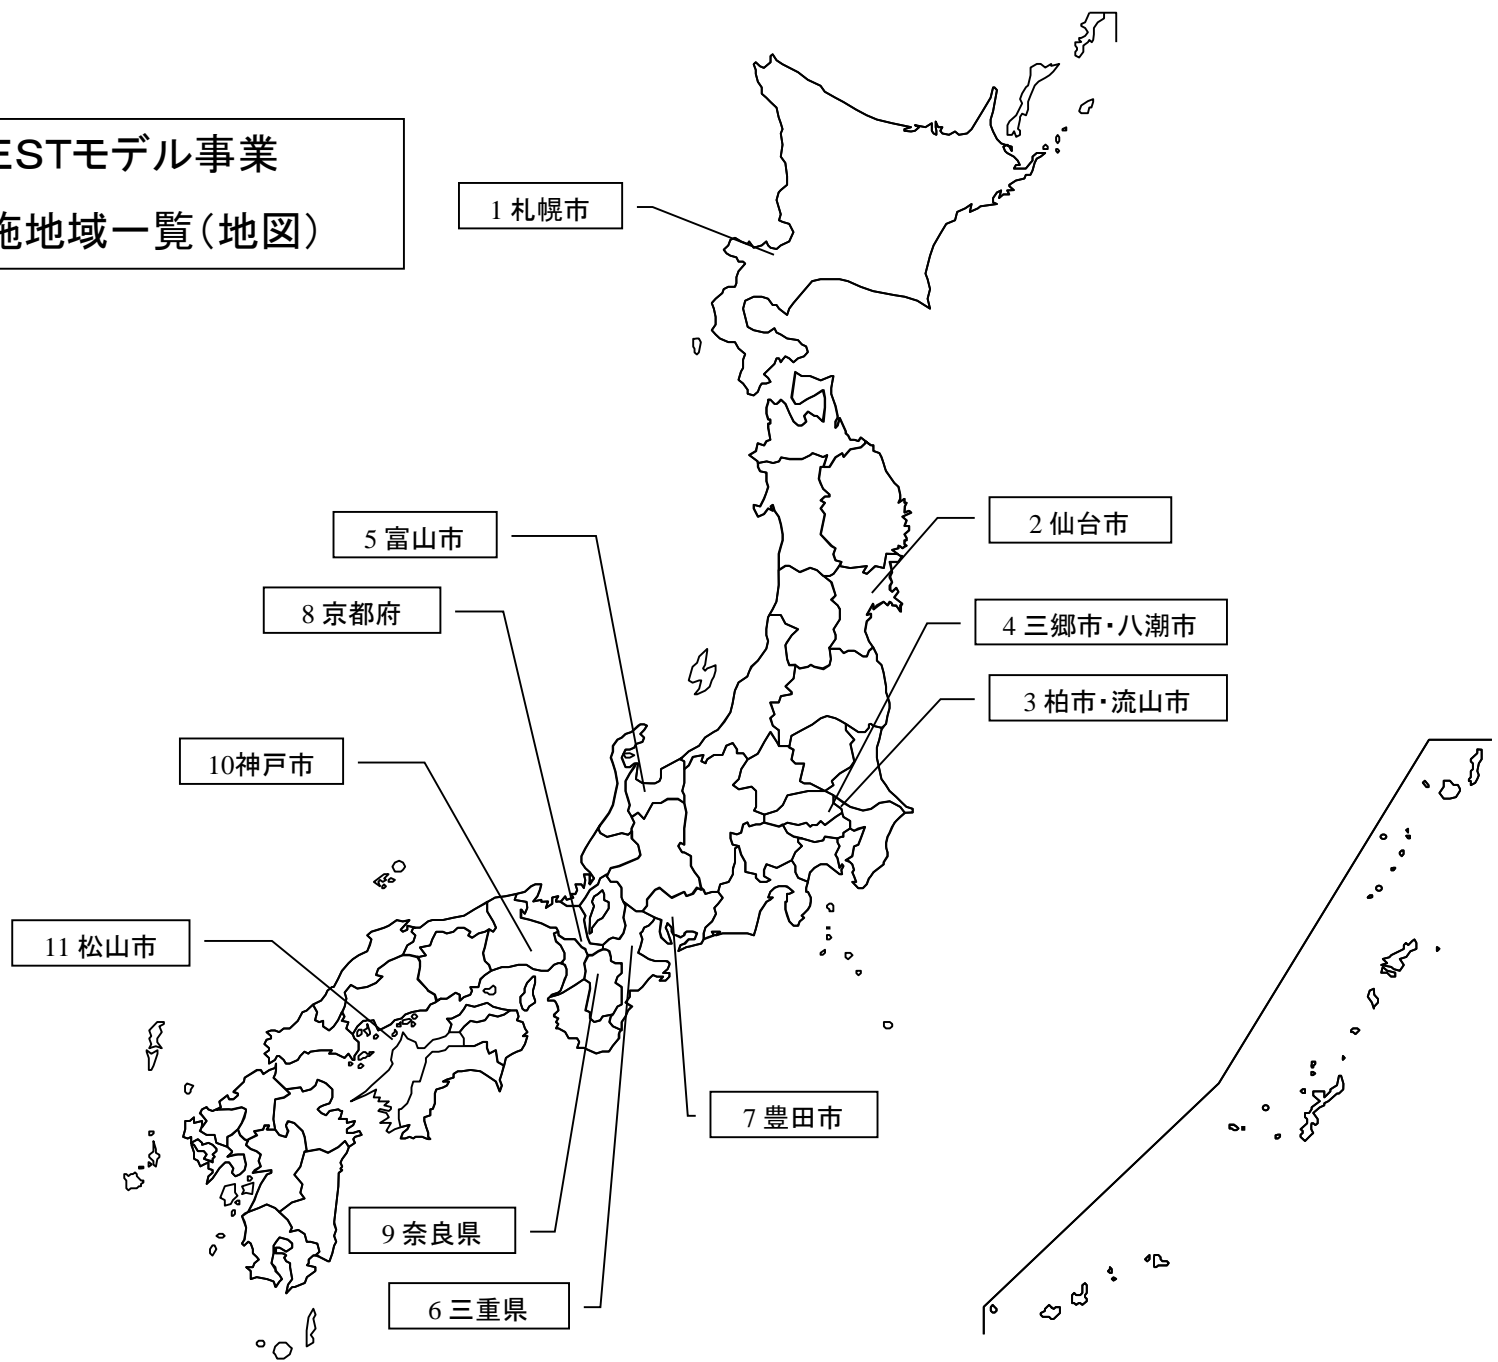 ESTモデル事業
施地域一覧（地図）
1 札幌市
2 仙台市
5 富山市
8 京都府
4 三郷市・八潮市
3 柏市・流山市
10神戸市
11 松山市
7 豊田市
9 奈良県
6 三重県